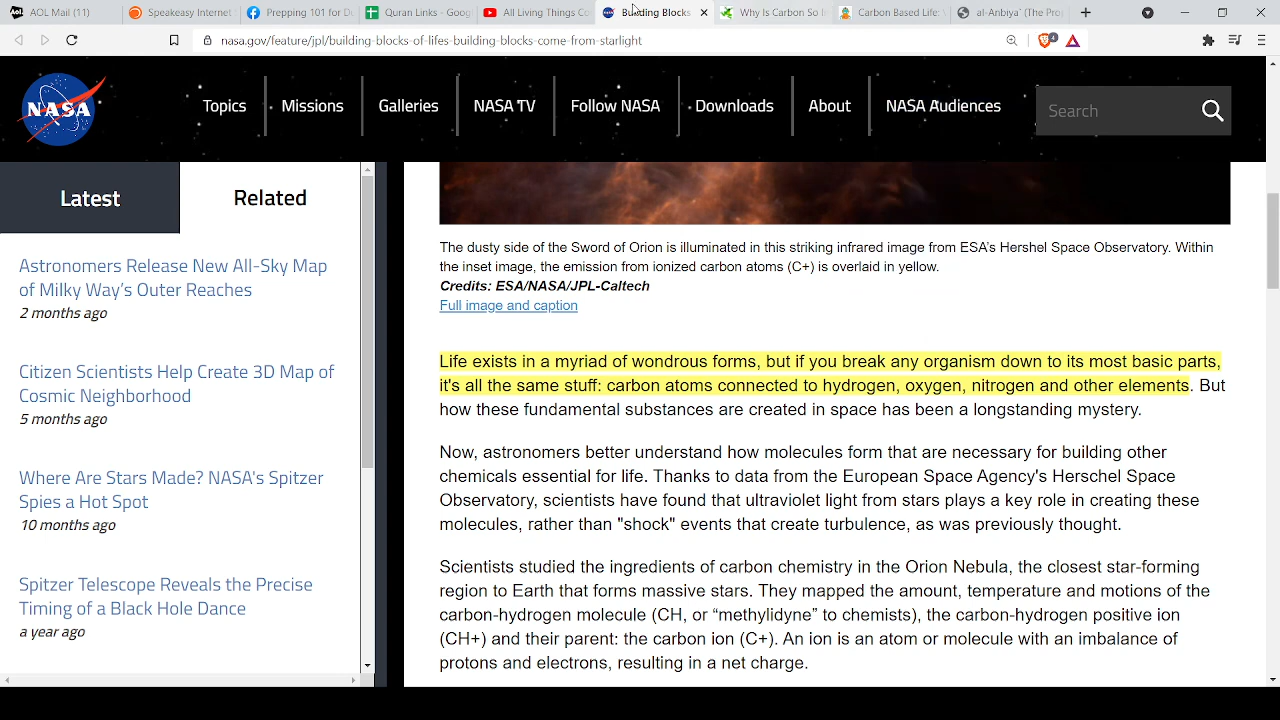 AOL Mail (11)
Speakeasy Internet
Prepping 101 for Du
Quran Links - Goog
All Living Things Co
Building Blocks
Why Is Carbon So I
Carbon Based Life: V
al-Anbiya' (The Pro
nasa.gov/feature/jpl/building-blocks-of-lifes-building-blocks-come-from-starlight
4
NASA
Topics
Missions
Galleries
NASA TV
Follow NASA
Downloads
About
NASA Audiences
Search
Latest
Related
Astronomers Release New All-Sky Map
of Milky Way's Outer Reaches
2 months ago
Citizen Scientists Help Create 3D Map of
Cosmic Neighborhood
5 months ago
Where Are Stars Made? NASA's Spitzer
Spies a Hot Spot
10 months ago
Spitzer Telescope Reveals the Precise
Timing of a Black Hole Dance
a year ago
The dusty side of the Sword of Orion is illuminated in this striking infrared image from ESA's Hershel Space Observatory. Within
the inset image, the emission from ionized carbon atoms (C+) is overlaid in yellow.
Credits: ESA/NASA/JPL-Caltech
Full image and caption
Life exists in a myriad of wondrous forms, but if you break any organism down to its most basic parts,
it's all the same stuff: carbon atoms connected to hydrogen, oxygen, nitrogen and other elements. But
how these fundamental substances are created in space has been a longstanding mystery.
Now, astronomers better understand how molecules form that are necessary for building other
chemicals essential for life. Thanks to data from the European Space Agency's Herschel Space
Observatory, scientists have found that ultraviolet light from stars plays a key role in creating these
molecules, rather than "shock" events that create turbulence, as was previously thought.
Scientists studied the ingredients of carbon chemistry in the Orion Nebula, the closest star-forming
region to Earth that forms massive stars. They mapped the amount, temperature and motions of the
carbon-hydrogen molecule (CH, or “methylidyne” to chemists), the carbon-hydrogen positive ion
(CH+) and their parent: the carbon ion (C+). An ion is an atom or molecule with an imbalance of
protons and electrons, resulting in a net charge.